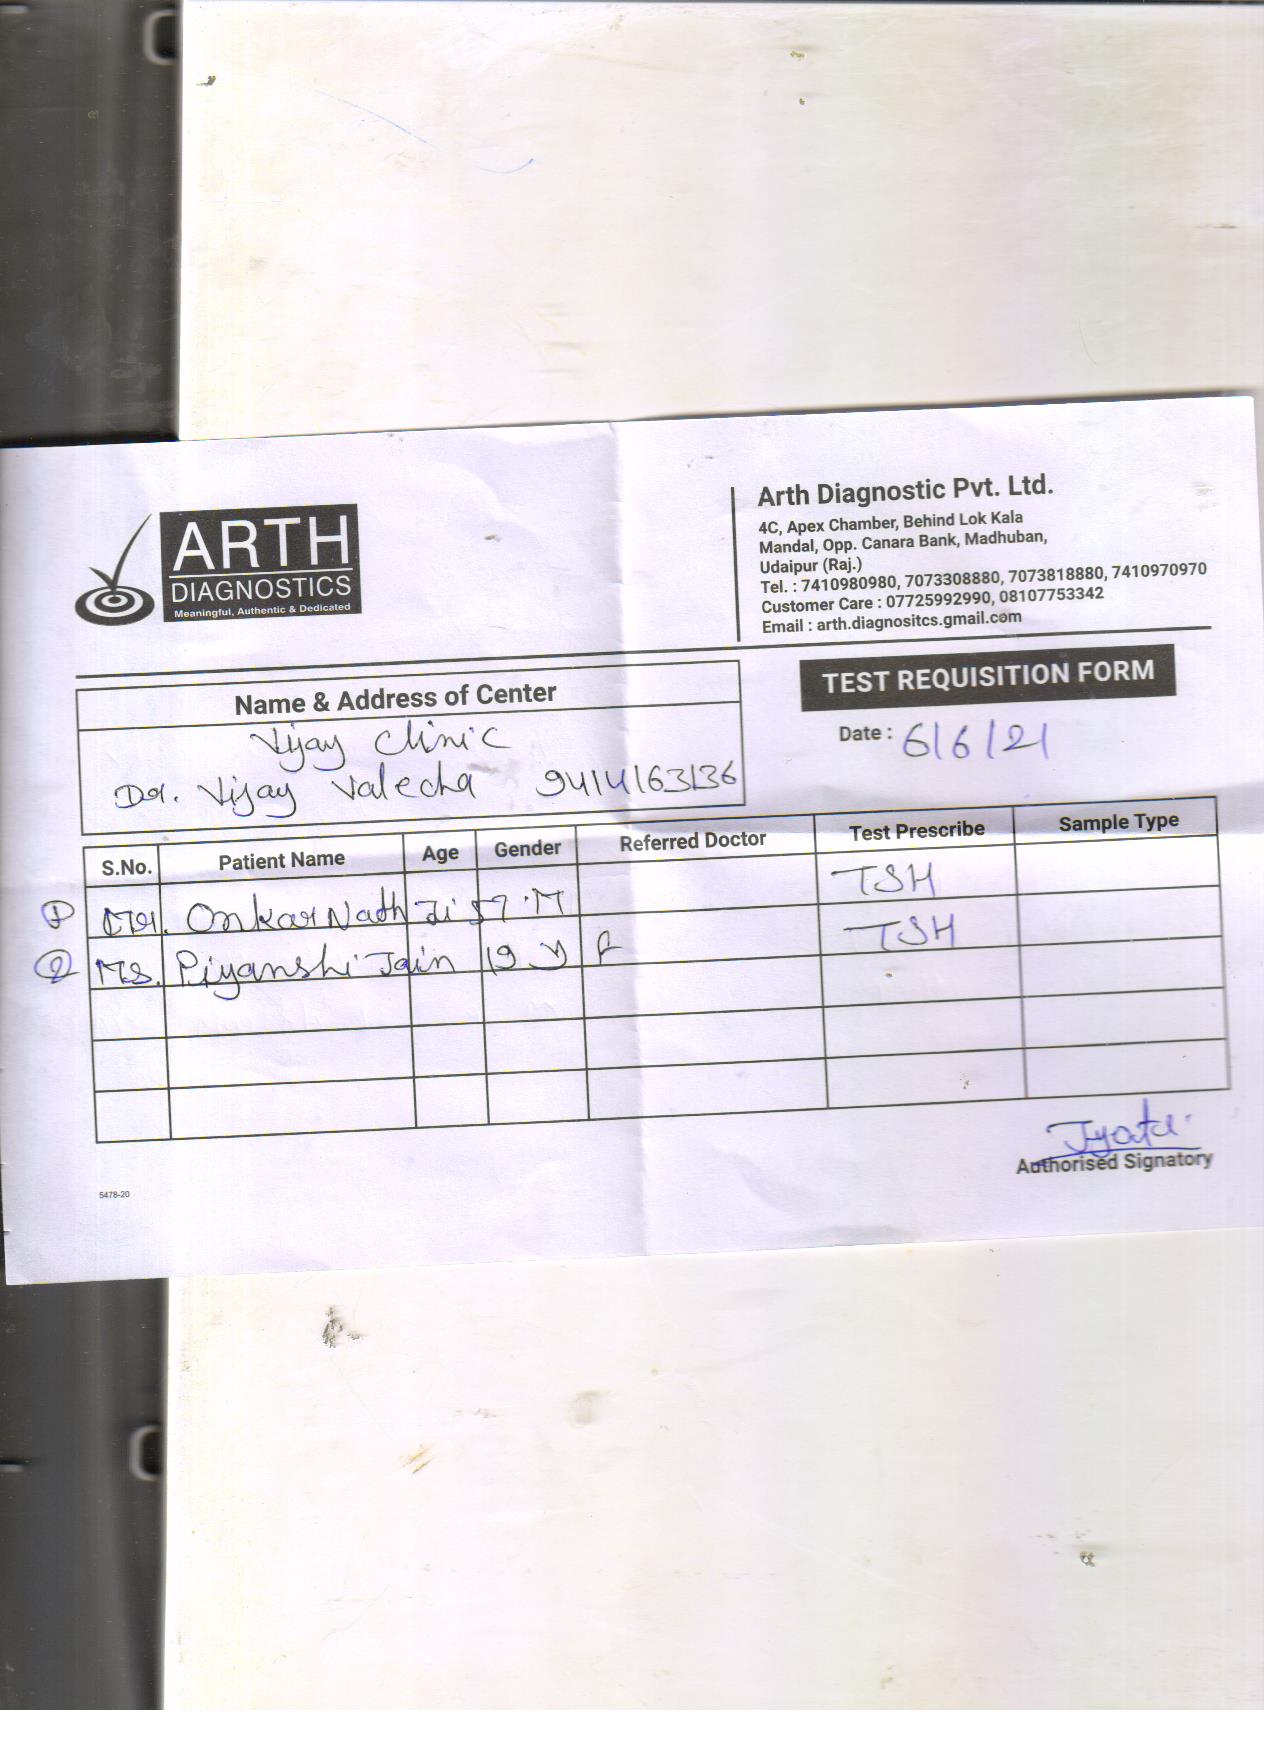 ARTH
DIAGNOSTICS
Meaningful, Authentic & Dedicated
Arth Diagnostic Pvt. Ltd.
4C, Apex Chamber, Behind Lok Kala
Mandal, Opp. Canara Bank, Madhuban,
Udaipur (Raj.)
Tel. : 7410980980, 7073308880, 7073818880, 7410970970
Customer Care : 07725992990, 08107753342
Email : arth.diagnositcs.gmail.com
TEST REQUISITION FORM
Name & Address of Center
Vijay Clinic
Dr. Vijay Valecha 9414163136
Date : 6/6/21
S.No. Patient Name Age Gender Referred Doctor Test Prescribe Sample Type
1 Mr. Onkar Nath Ji 57 M TSH
2 Ms. Piyanshi Jain 19 y F TSH
Jyoti
Authorised Signatory
5478-20